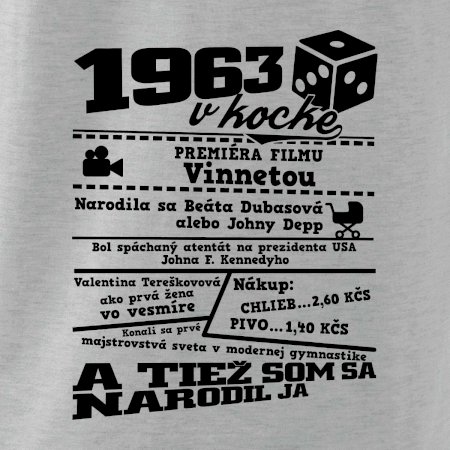 1963
v kocke
PREMIÉRA FILMU
Vinnetou
Narodila sa Beáta Dubasová
alebo Johny Depp
Bol spáchaný atentát na prezidenta USA
Johna F. Kennedyho
Valentina Tereškovová
ako prvá žena
vo vesmíre
Nákup:
CHLIEB...2,60 KČS
PIVO...1,40 KČS
Konali sa prvé
majstrovstvá sveta v modernej gymnastike
A TIEŽ SOM SA
NARODIL JA